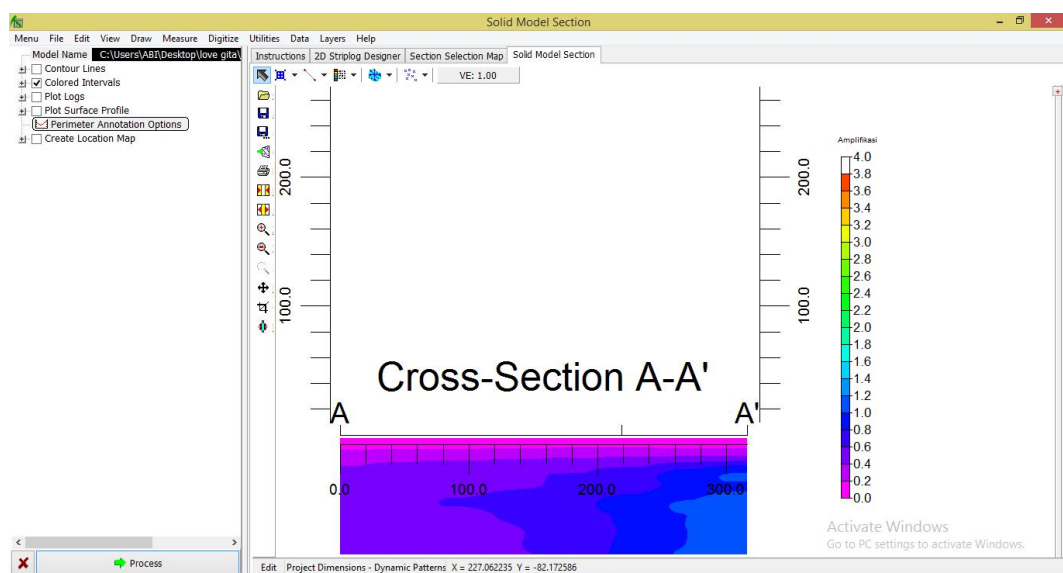 Solid Model Section
Menu File Edit View Draw Measure Digitize Utilities Data Layers Help
Model Name C:\Users\ABI\Desktop\love gita\
Contour Lines
Colored Intervals
Plot Logs
Plot Surface Profile
Perimeter Annotation Options
Create Location Map
Process
Instructions 2D Striplog Designer Section Selection Map Solid Model Section
VE: 1.00
200.0
100.0
200.0
100.0
Cross-Section A-A'
A A'
0.0 100.0 200.0 300.0
Amplifikasi
4.0
3.8
3.6
3.4
3.2
3.0
2.8
2.6
2.4
2.2
2.0
1.8
1.6
1.4
1.2
1.0
0.8
0.6
0.4
0.2
0.0
Activate Windows
Go to PC settings to activate Windows.
Edit Project Dimensions - Dynamic Patterns X = 227.062235 Y = -82.172586